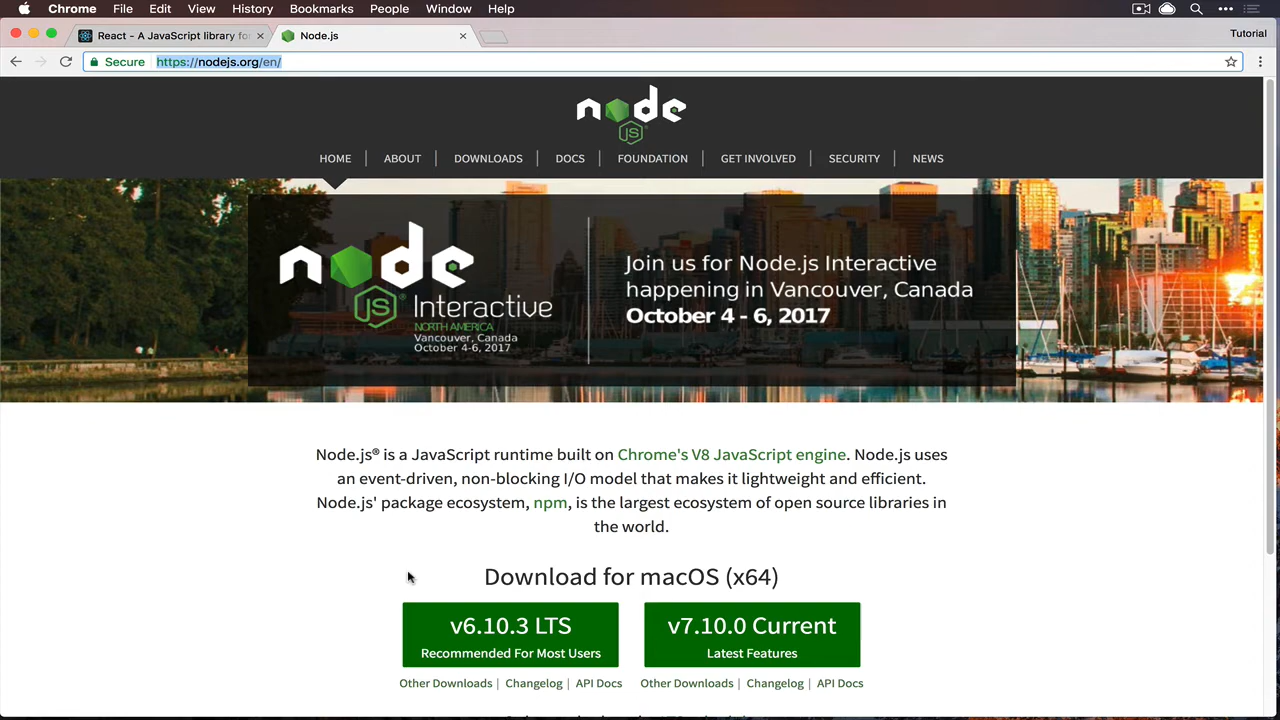 Chrome File Edit View History Bookmarks People Window Help
React - A JavaScript library for
Node.js
Tutorial
Secure https://nodejs.org/en/
node
JS
HOME ABOUT DOWNLOADS DOCS FOUNDATION GET INVOLVED SECURITY NEWS
node
JS Interactive
NORTH AMERICA
Vancouver, Canada
October 4-6, 2017
Join us for Node.js Interactive
happening in Vancouver, Canada
October 4 - 6, 2017
Node.js® is a JavaScript runtime built on Chrome's V8 JavaScript engine. Node.js uses
an event-driven, non-blocking I/O model that makes it lightweight and efficient.
Node.js' package ecosystem, npm, is the largest ecosystem of open source libraries in
the world.
Download for macOS (x64)
v6.10.3 LTS
Recommended For Most Users
v7.10.0 Current
Latest Features
Other Downloads | Changelog | API Docs
Other Downloads | Changelog | API Docs